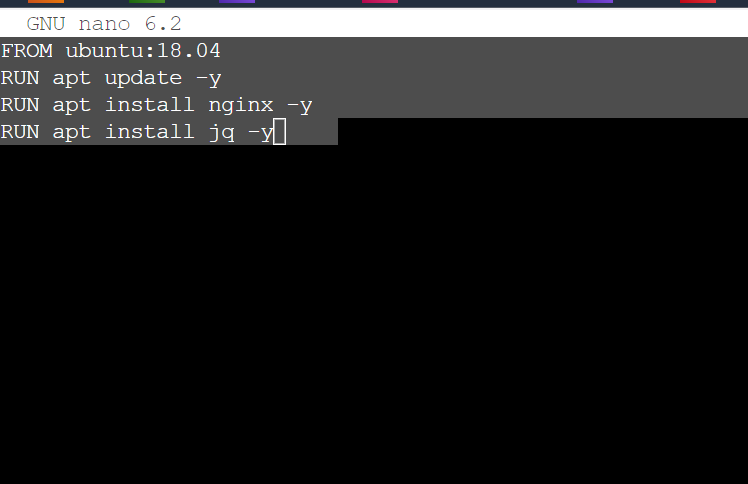 GNU nano 6.2
FROM ubuntu:18.04
RUN apt update -y
RUN apt install nginx -y
RUN apt install jq -y